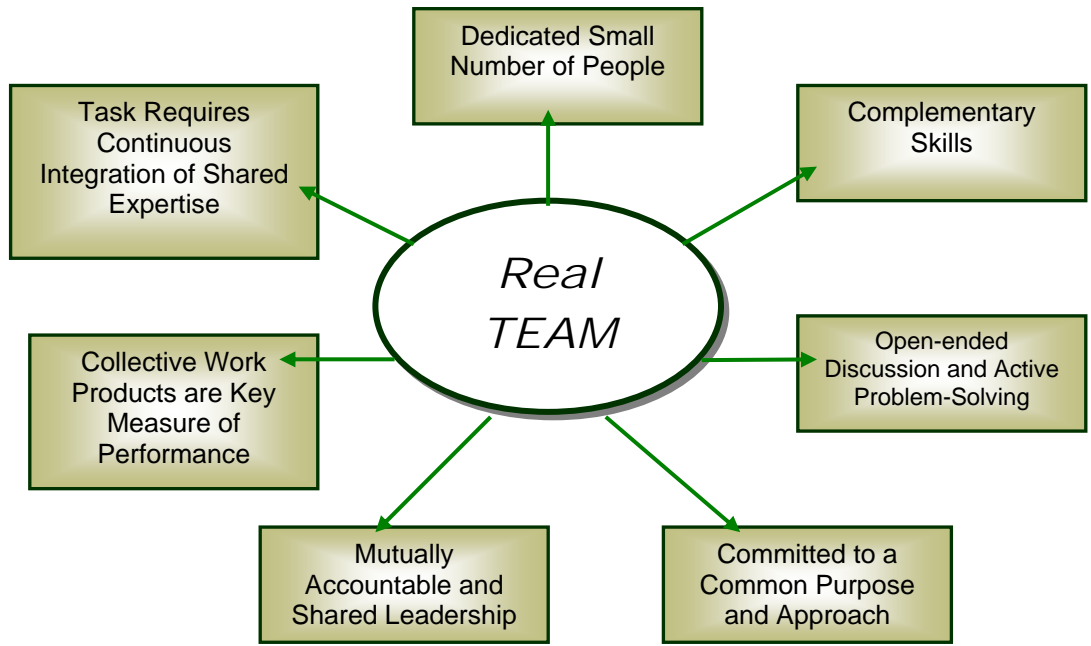 Dedicated Small
Number of People
Task Requires
Continuous
Integration of Shared
Expertise
Complementary
Skills
Real
TEAM
Collective Work
Products are Key
Measure of
Performance
Open-ended
Discussion and Active
Problem-Solving
Mutually
Accountable and
Shared Leadership
Committed to a
Common Purpose
and Approach